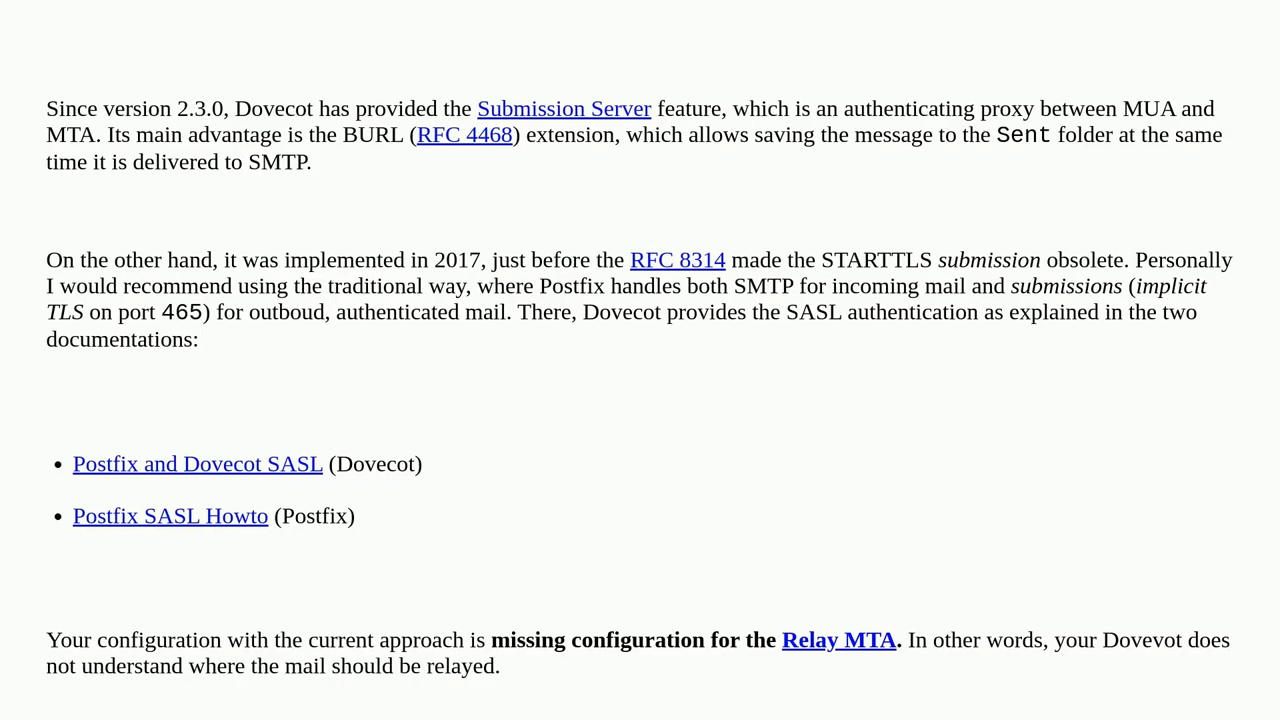 Since version 2.3.0, Dovecot has provided the Submission Server feature, which is an authenticating proxy between MUA and
MTA. Its main advantage is the BURL (RFC 4468) extension, which allows saving the message to the Sent folder at the same
time it is delivered to SMTP.
On the other hand, it was implemented in 2017, just before the RFC 8314 made the STARTTLS submission obsolete. Personally
I would recommend using the traditional way, where Postfix handles both SMTP for incoming mail and submissions (implicit
TLS on port 465) for outboud, authenticated mail. There, Dovecot provides the SASL authentication as explained in the two
documentations:
• Postfix and Dovecot SASL (Dovecot)
• Postfix SASL Howto (Postfix)
Your configuration with the current approach is missing configuration for the Relay MTA. In other words, your Dovevot does
not understand where the mail should be relayed.